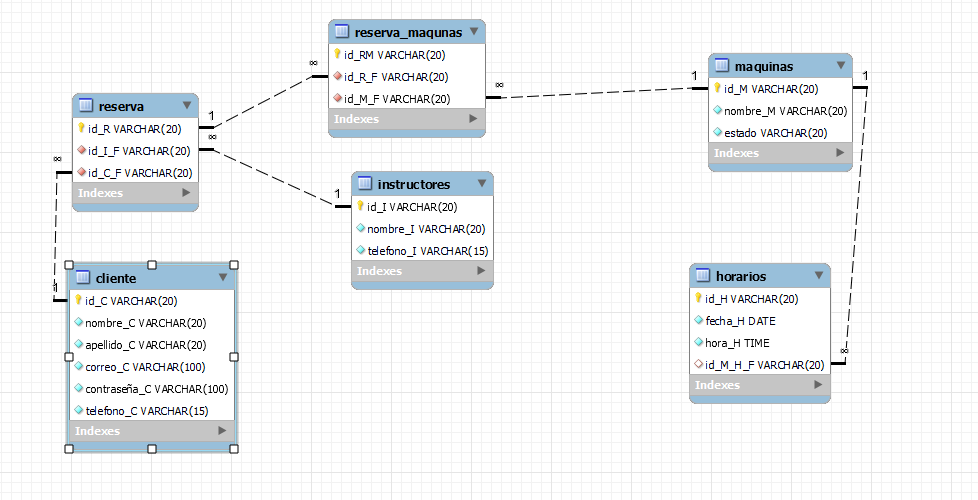 reserva_maqunas
id_RM VARCHAR(20)
id_R_F VARCHAR(20)
id_M_F VARCHAR(20)
Indexes
∞
∞
maquinas
id_M VARCHAR(20)
nombre_M VARCHAR(20)
estado VARCHAR(20)
Indexes
1
1
reserva
id_R VARCHAR(20)
id_I_F VARCHAR(20)
id_C_F VARCHAR(20)
Indexes
1
∞
∞
instructores
id_I VARCHAR(20)
nombre_I VARCHAR(20)
telefono_I VARCHAR(15)
Indexes
1
cliente
id_C VARCHAR(20)
nombre_C VARCHAR(20)
apellido_C VARCHAR(20)
correo_C VARCHAR(100)
contraseña_C VARCHAR(100)
telefono_C VARCHAR(15)
Indexes
1
horarios
id_H VARCHAR(20)
fecha_H DATE
hora_H TIME
id_M_H_F VARCHAR(20)
Indexes
∞